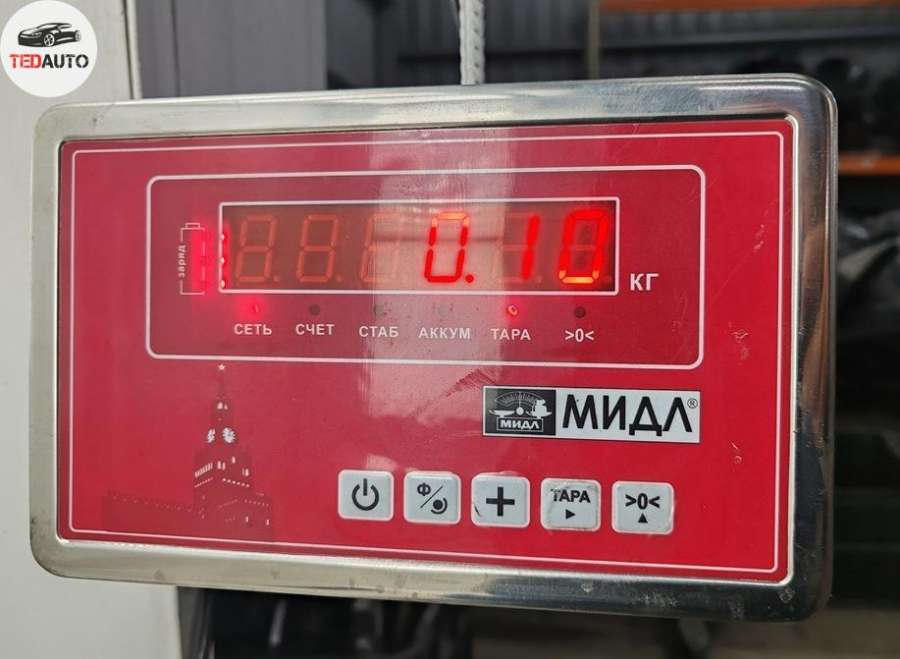 TEDAUTO
заряд
0.10
КГ
СЕТЬ СЧЕТ СТАБ АККУМ ТАРА >0<
МИДЛ
МИДЛ®
Ф/
+
ТАРА
>0<